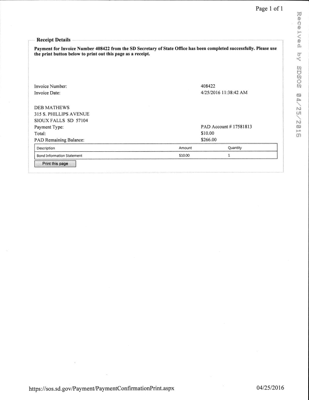 Page 1 of 1
Receipt Details
Payment for Invoice Number 408422 from the SD Secretary of State Office has been completed successfully. Please use
the print button below to print out this page as a receipt.
Invoice Number: 408422
Invoice Date: 4/25/2016 11:38:42 AM
DEB MATHEWS
315 S. PHILLIPS AVENUE
SIOUX FALLS SD 57104
Payment Type: PAD Account # 17581813
Total: $10.00
PAD Remaining Balance: $266.00
Description Amount Quantity
Bond Information Statement $10.00 1
Print this page
https://sos.sd.gov/Payment/PaymentConfirmationPrint.aspx 04/25/2016
Received by SDSOS @ 04/25/2016